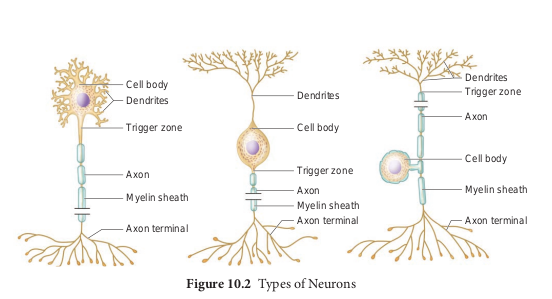 Cell body
Dendrites
Trigger zone
Axon
Myelin sheath
Axon terminal
Dendrites
Cell body
Trigger zone
Axon
Myelin sheath
Axon terminal
Dendrites
Trigger zone
Axon
Cell body
Myelin sheath
Axon terminal
Figure 10.2 Types of Neurons